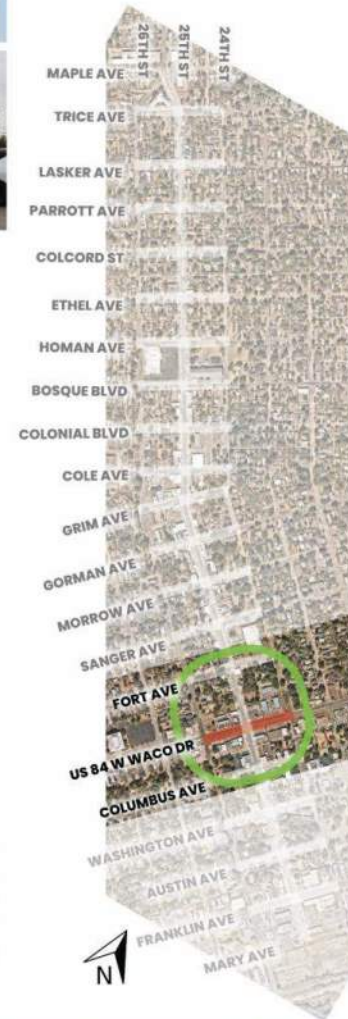 26TH ST
25TH ST
24TH ST
MAPLE AVE
TRICE AVE
LASKER AVE
PARROTT AVE
COLCORD ST
ETHEL AVE
HOMAN AVE
BOSQUE BLVD
COLONIAL BLVD
COLE AVE
GRIM AVE
GORMAN AVE
MORROW AVE
SANGER AVE
FORT AVE
US 84 W WACO DR
COLUMBUS AVE
WASHINGTON AVE
AUSTIN AVE
FRANKLIN AVE
MARY AVE
N